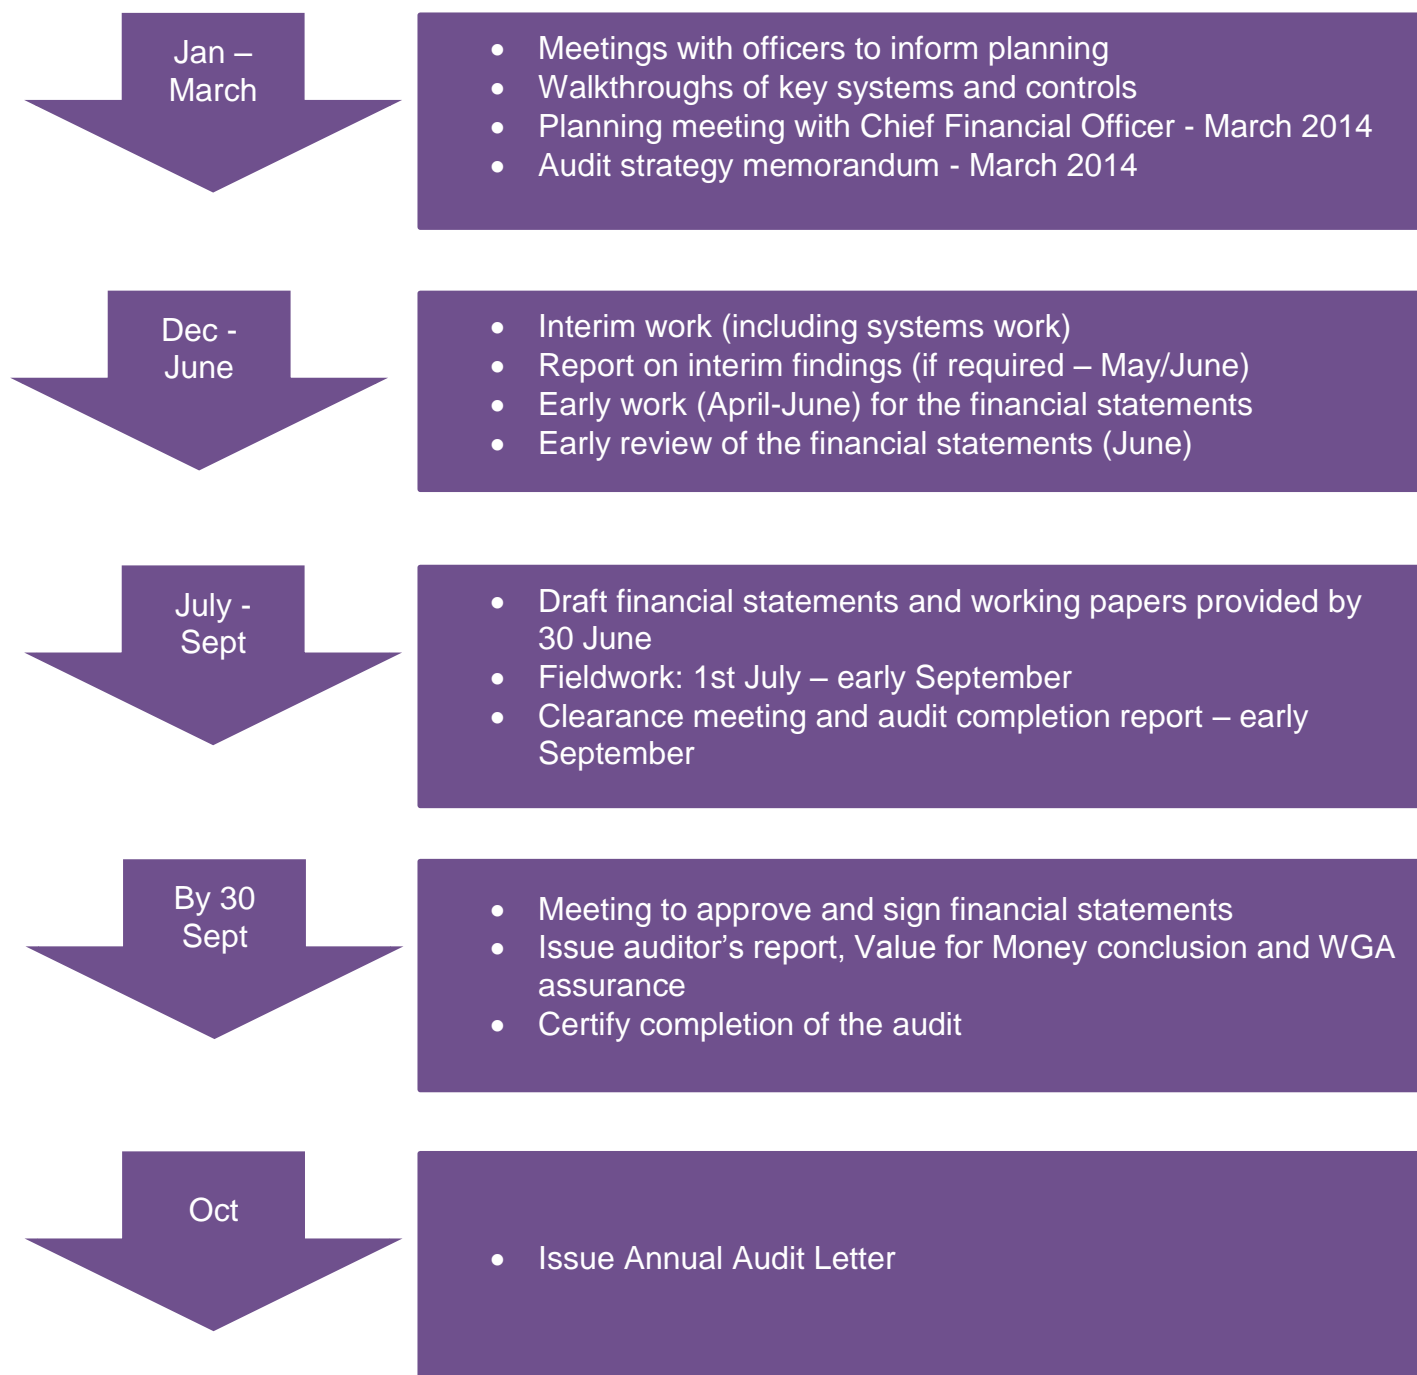 Jan –
March
• Meetings with officers to inform planning
• Walkthroughs of key systems and controls
• Planning meeting with Chief Financial Officer - March 2014
• Audit strategy memorandum - March 2014
Dec -
June
• Interim work (including systems work)
• Report on interim findings (if required – May/June)
• Early work (April-June) for the financial statements
• Early review of the financial statements (June)
July -
Sept
• Draft financial statements and working papers provided by
30 June
• Fieldwork: 1st July – early September
• Clearance meeting and audit completion report – early
September
By 30
Sept
• Meeting to approve and sign financial statements
• Issue auditor’s report, Value for Money conclusion and WGA
assurance
• Certify completion of the audit
Oct
• Issue Annual Audit Letter